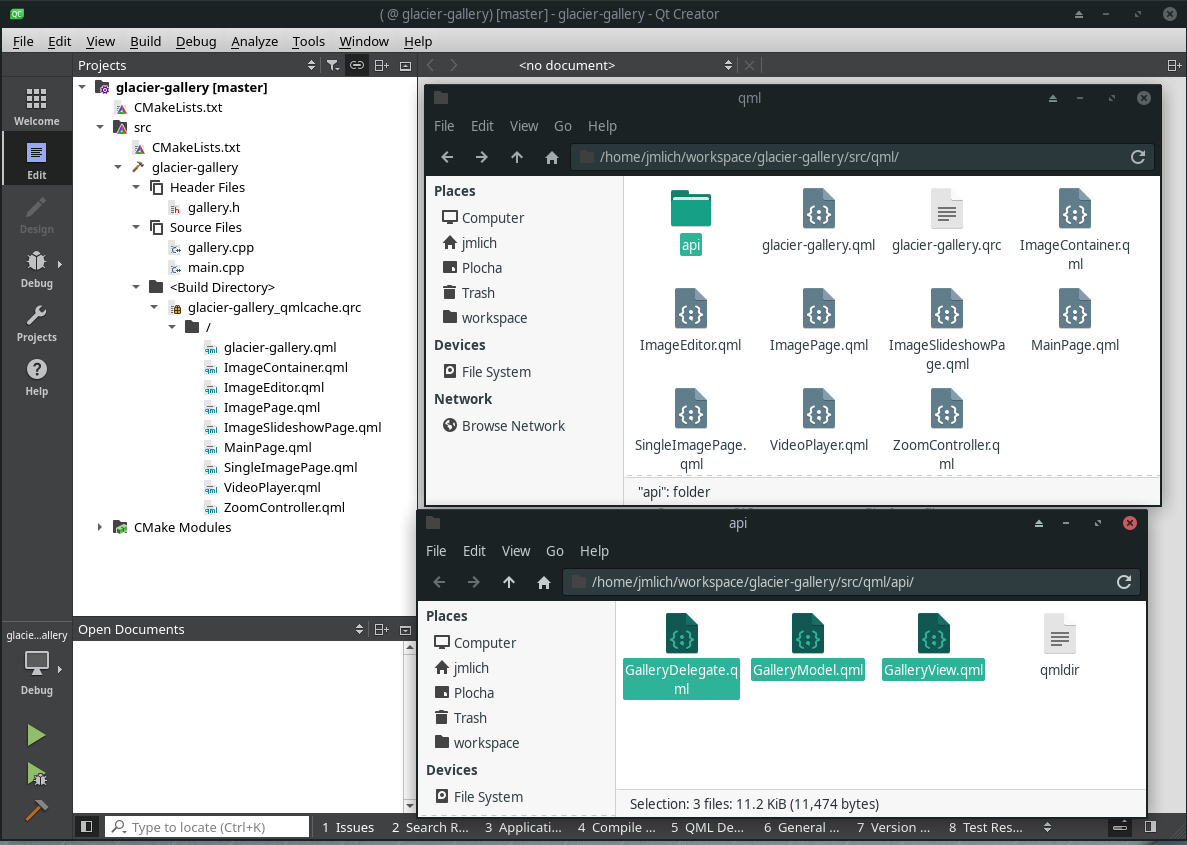 QC
( @ glacier-gallery) [master] - glacier-gallery - Qt Creator
File Edit View Build Debug Analyze Tools Window Help
Projects
<no document>
Welcome
Edit
Design
Debug
Projects
Help
glacie...allery
Debug
glacier-gallery [master]
CMakeLists.txt
src
CMakeLists.txt
glacier-gallery
Header Files
gallery.h
Source Files
gallery.cpp
main.cpp
<Build Directory>
glacier-gallery_qmlcache.qrc
/
glacier-gallery.qml
ImageContainer.qml
ImageEditor.qml
ImagePage.qml
ImageSlideshowPage.qml
MainPage.qml
SingleImagePage.qml
VideoPlayer.qml
ZoomController.qml
CMake Modules
Open Documents
qml
File Edit View Go Help
/home/jmlich/workspace/glacier-gallery/src/qml/
Places
Computer
jmlich
Plocha
Trash
workspace
Devices
File System
Network
Browse Network
api
glacier-gallery.qml
glacier-gallery.qrc
ImageContainer.q
ml
ImageEditor.qml
ImagePage.qml
ImageSlideshowPa
ge.qml
MainPage.qml
SingleImagePage.
qml
VideoPlayer.qml
ZoomController.q
ml
"api": folder
api
File Edit View Go Help
/home/jmlich/workspace/glacier-gallery/src/qml/api/
Places
Computer
jmlich
Plocha
Trash
workspace
Devices
File System
GalleryDelegate.q
ml
GalleryModel.qml
GalleryView.qml
qmldir
Selection: 3 files: 11.2 KiB (11,474 bytes)
Type to locate (Ctrl+K)
1 Issues 2 Search R... 3 Applicati... 4 Compile ... 5 QML De... 6 General ... 7 Version ... 8 Test Res...